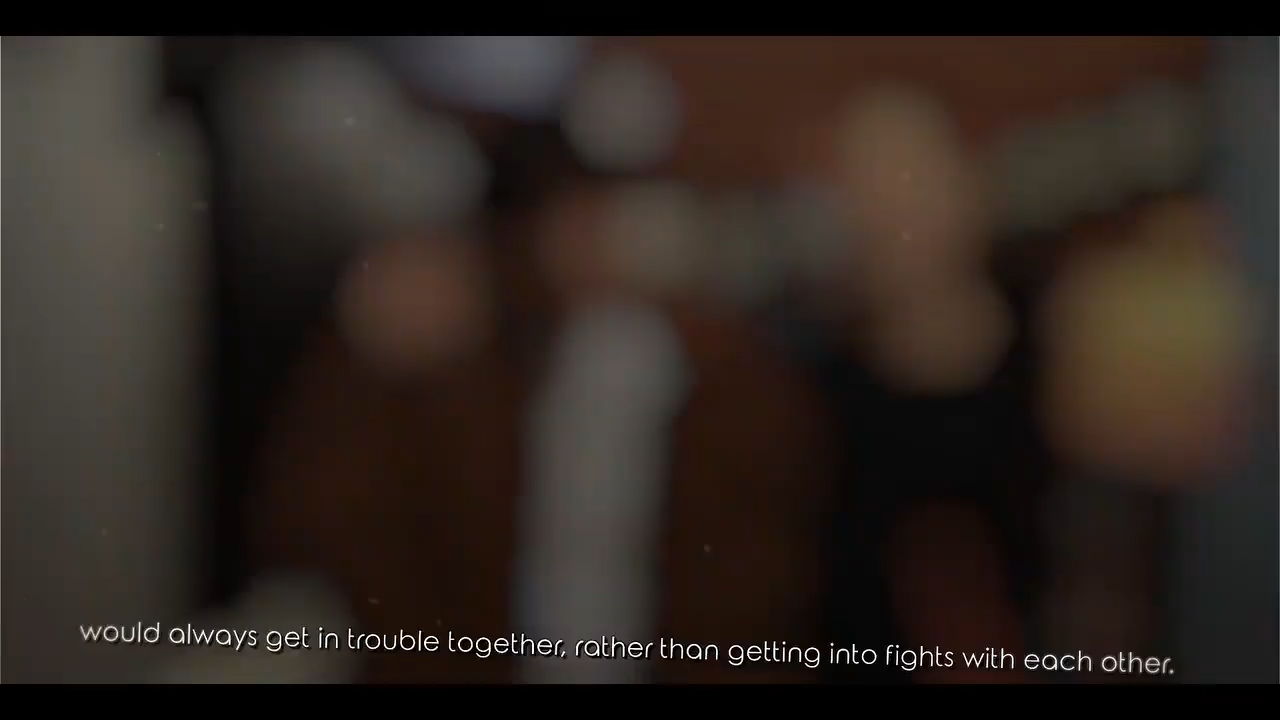 would always get in trouble together, rather than getting into fights with each other.